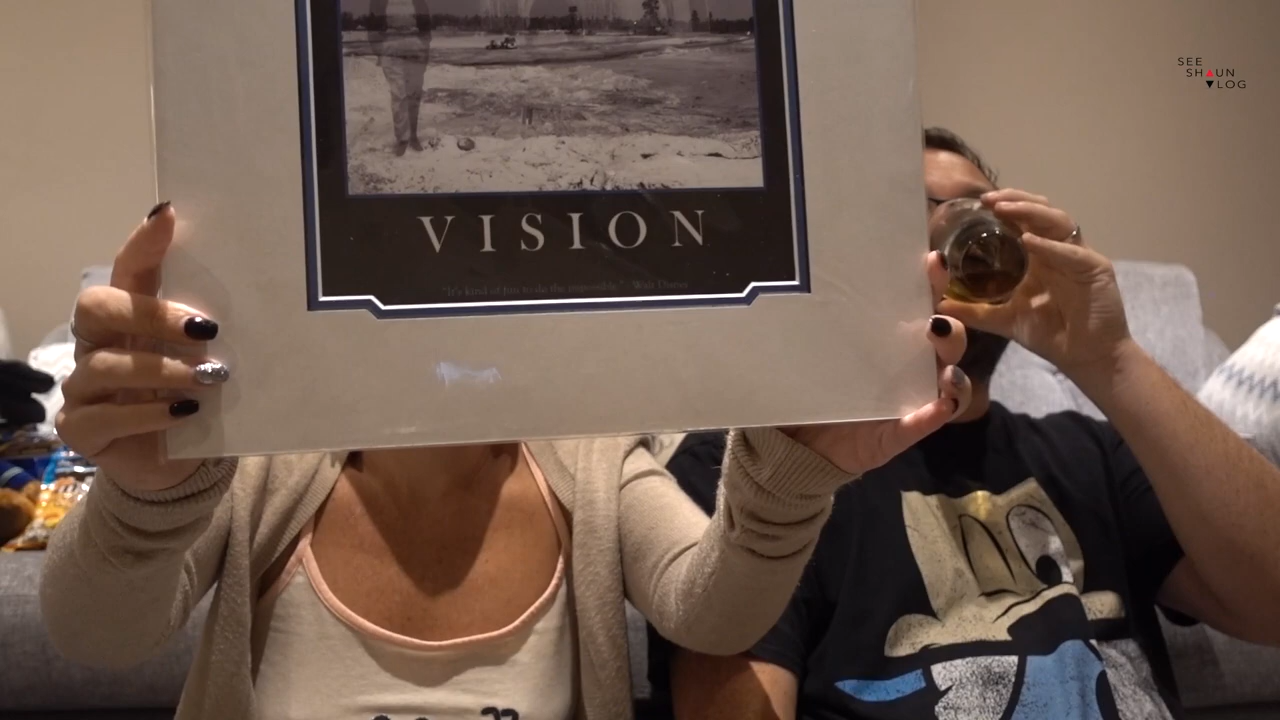 SEE
SHAUN
VLOG
VISION
"It's kind of fun to do the impossible." - Walt Disney